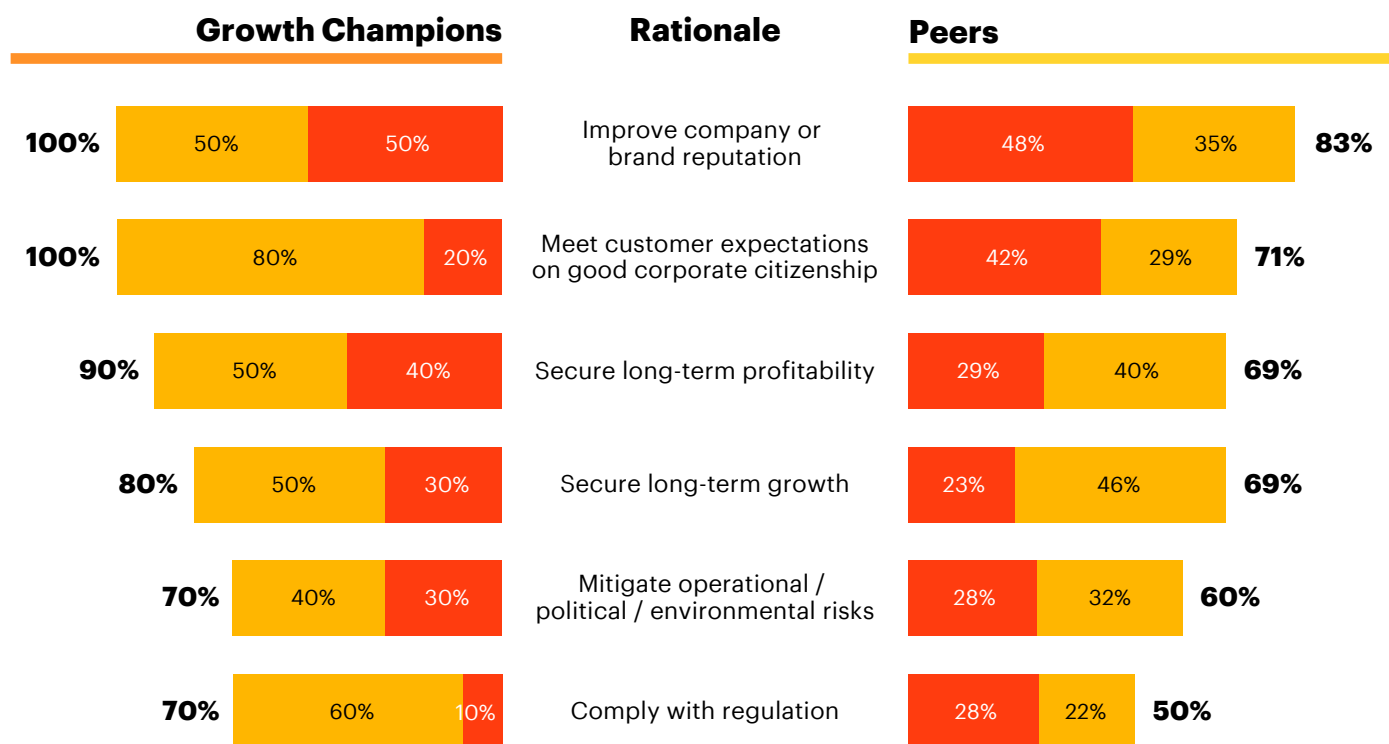 Growth Champions Rationale Peers
100% 50% 50% Improve company or
brand reputation 48% 35% 83%
100% 80% 20% Meet customer expectations
on good corporate citizenship 42% 29% 71%
90% 50% 40% Secure long-term profitability 29% 40% 69%
80% 50% 30% Secure long-term growth 23% 46% 69%
70% 40% 30% Mitigate operational /
political / environmental risks 28% 32% 60%
70% 60% 10% Comply with regulation 28% 22% 50%